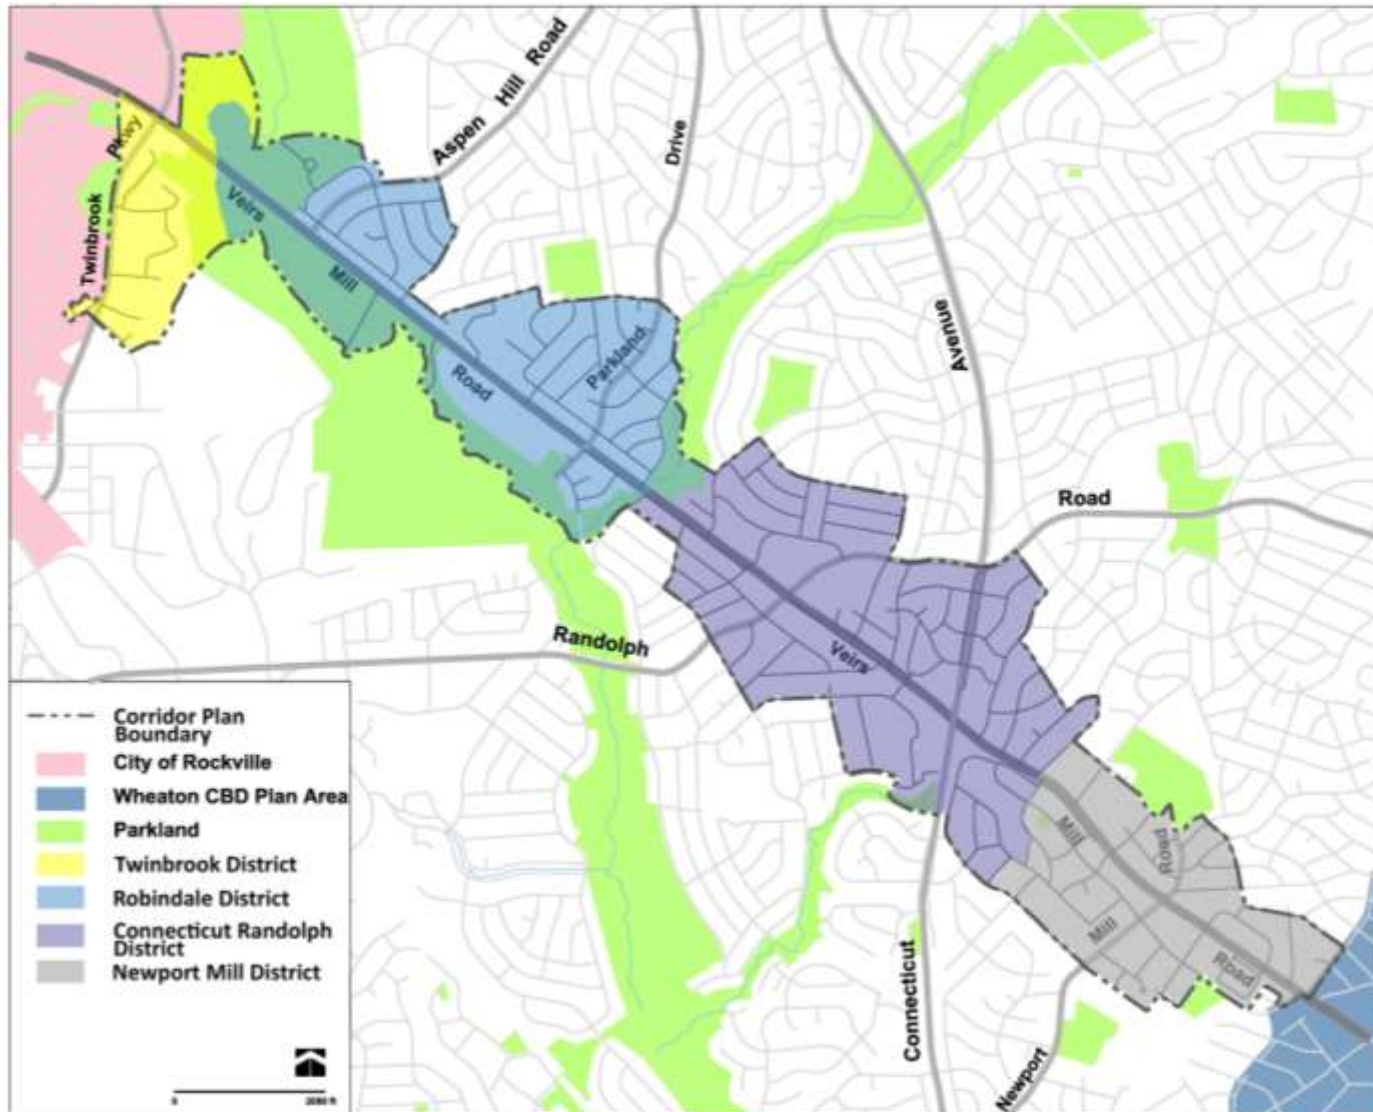 Aspen Hill Road
Drive
Pkwy
Twinbrook
Veirs
Mill
Road
Parkland
Avenue
Road
Randolph
Veirs
Mill
Road
Mill
Road
Connecticut
Newport
Corridor Plan
Boundary
City of Rockville
Wheaton CBD Plan Area
Parkland
Twinbrook District
Robindale District
Connecticut Randolph
District
Newport Mill District
0